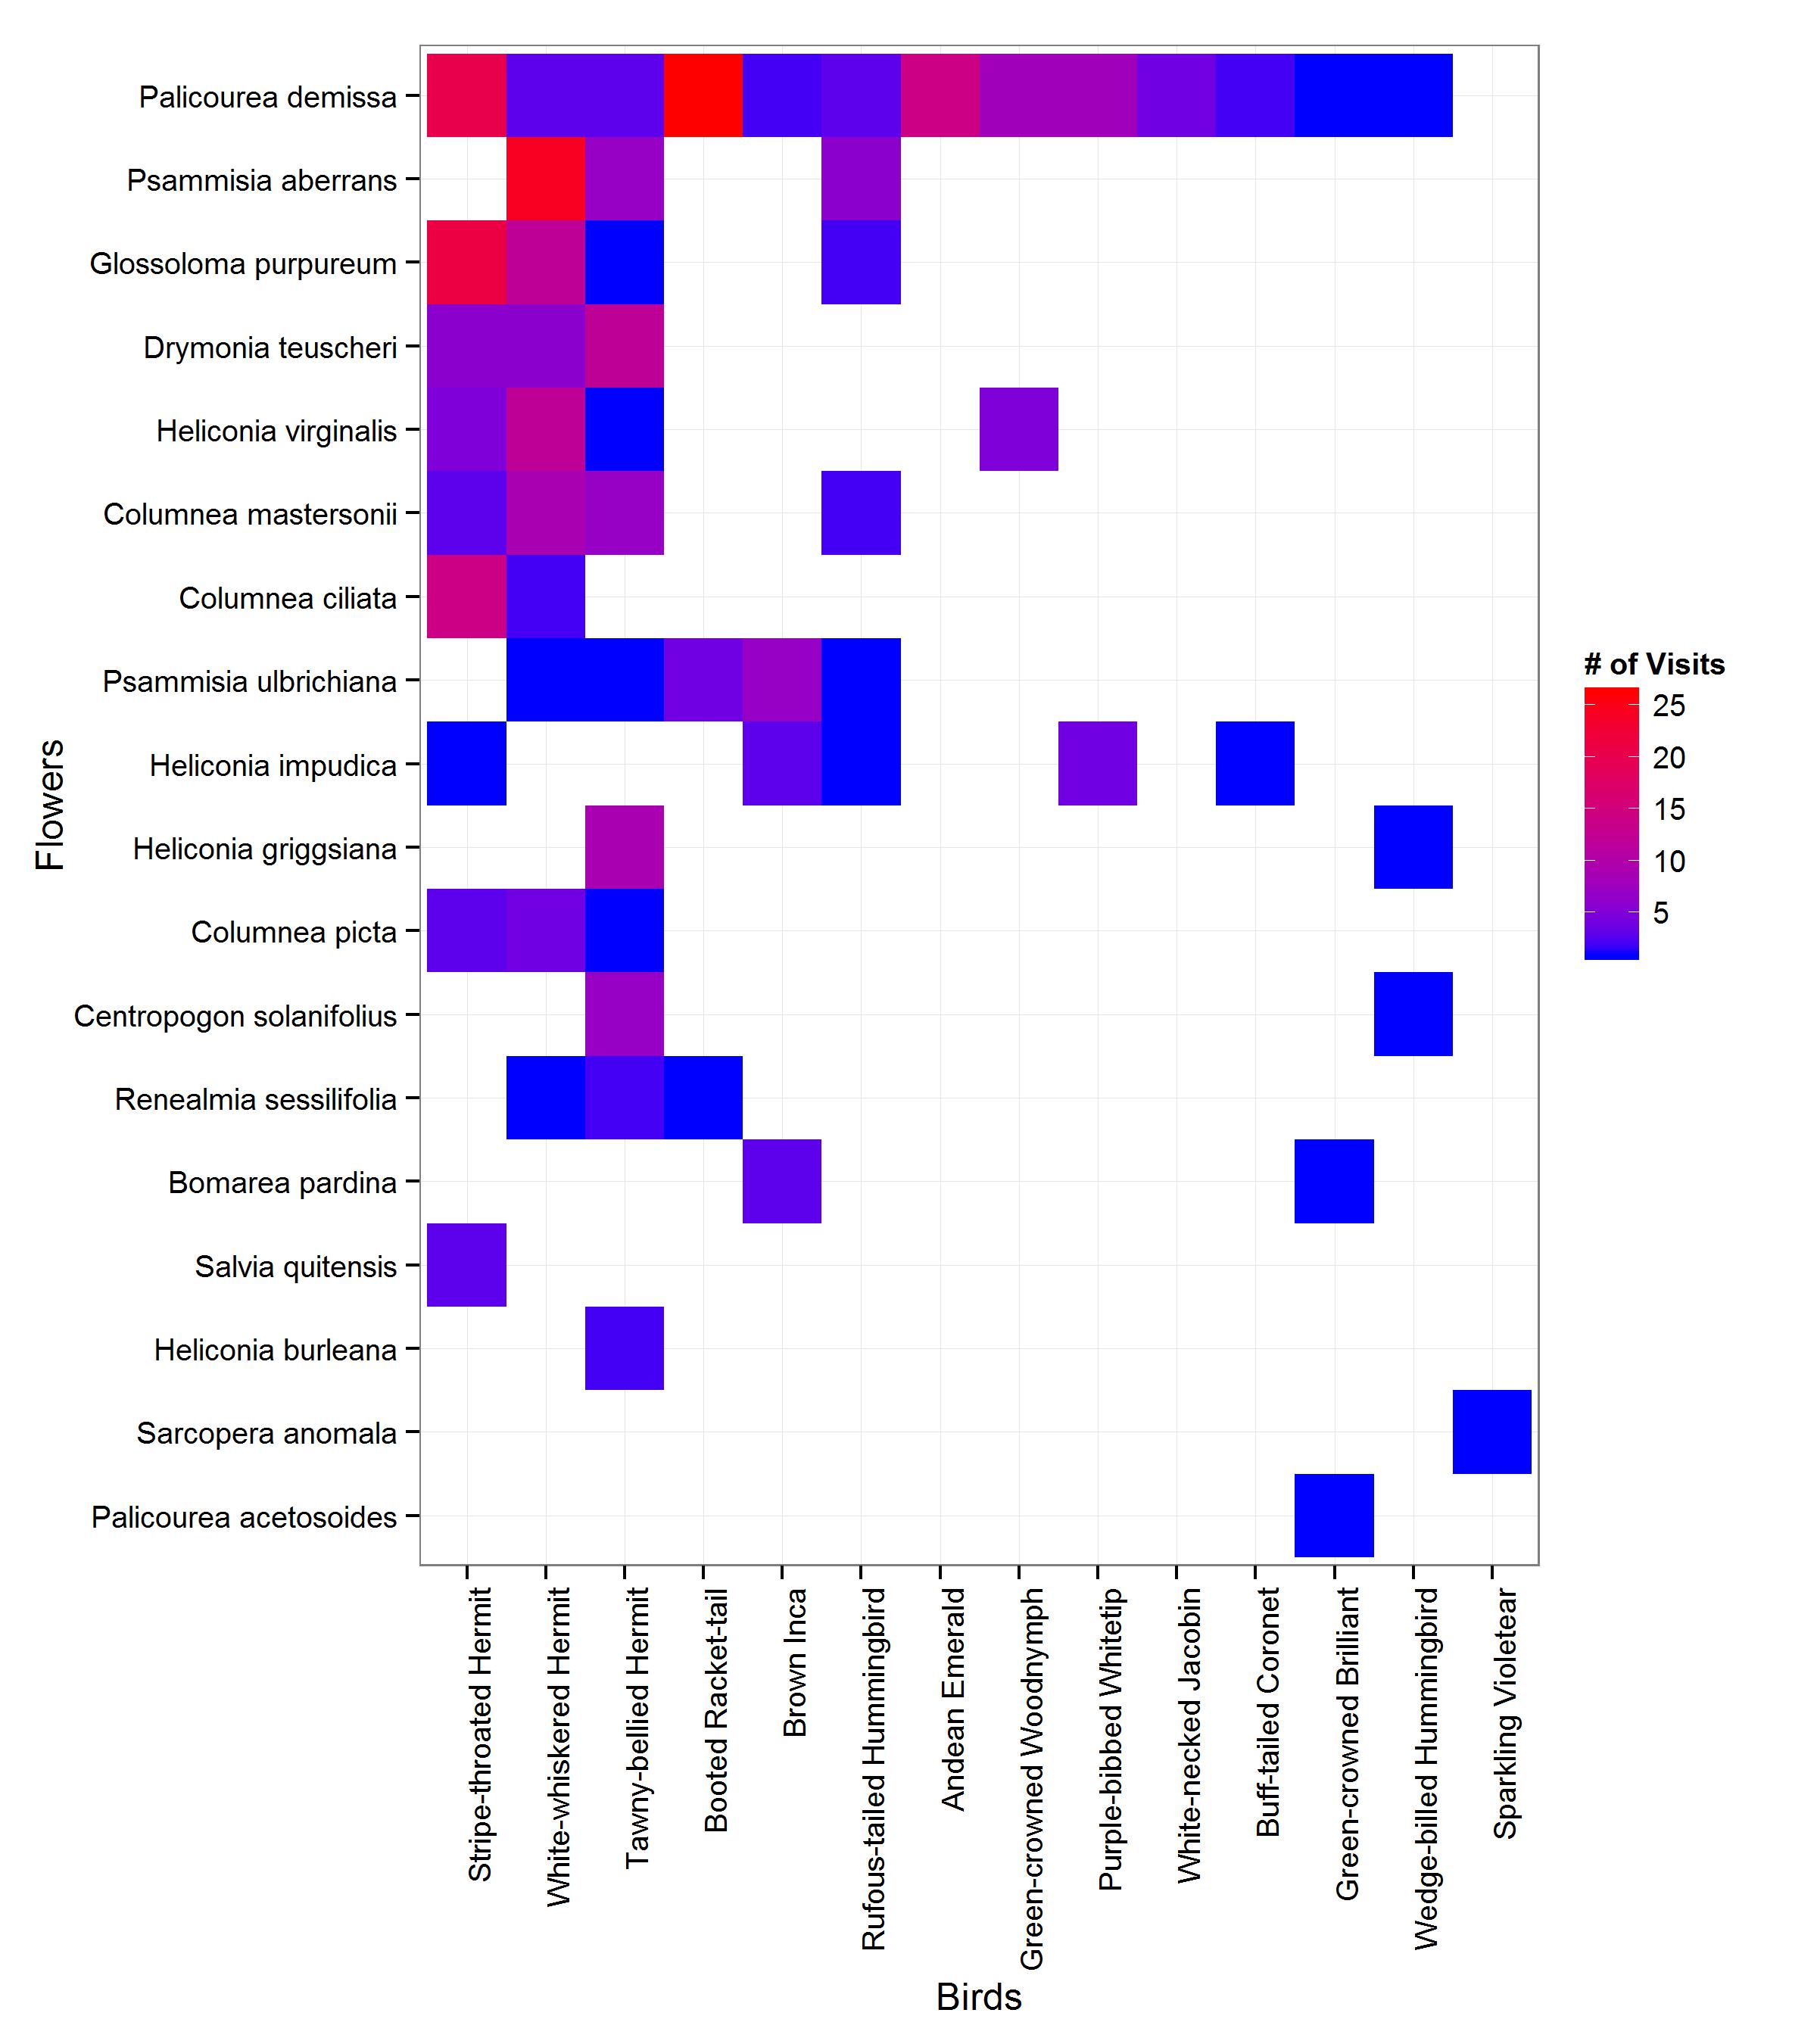 Palicourea demissa
Psammisia aberrans
Glossoloma purpureum
Drymonia teuscheri
Heliconia virginalis
Columnea mastersonii
Columnea ciliata
Psammisia ulbrichiana
Heliconia impudica
Heliconia griggsiana
Columnea picta
Centropogon solanifolius
Renealmia sessilifolia
Bomarea pardina
Salvia quitensis
Heliconia burleana
Sarcopera anomala
Palicourea acetosoides
Flowers
# of Visits
25
20
15
10
5
Stripe-throated Hermit
White-whiskered Hermit
Tawny-bellied Hermit
Booted Racket-tail
Brown Inca
Rufous-tailed Hummingbird
Andean Emerald
Green-crowned Woodnymph
Purple-bibbed Whitetip
White-necked Jacobin
Buff-tailed Coronet
Green-crowned Brilliant
Wedge-billed Hummingbird
Sparkling Violetear
Birds